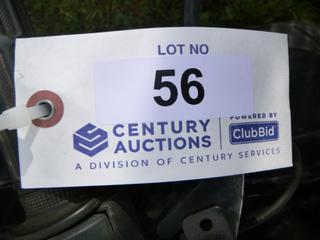 LOT NO
56
CENTURY AUCTIONS
POWERED BY
ClubBid
A DIVISION OF CENTURY SERVICES